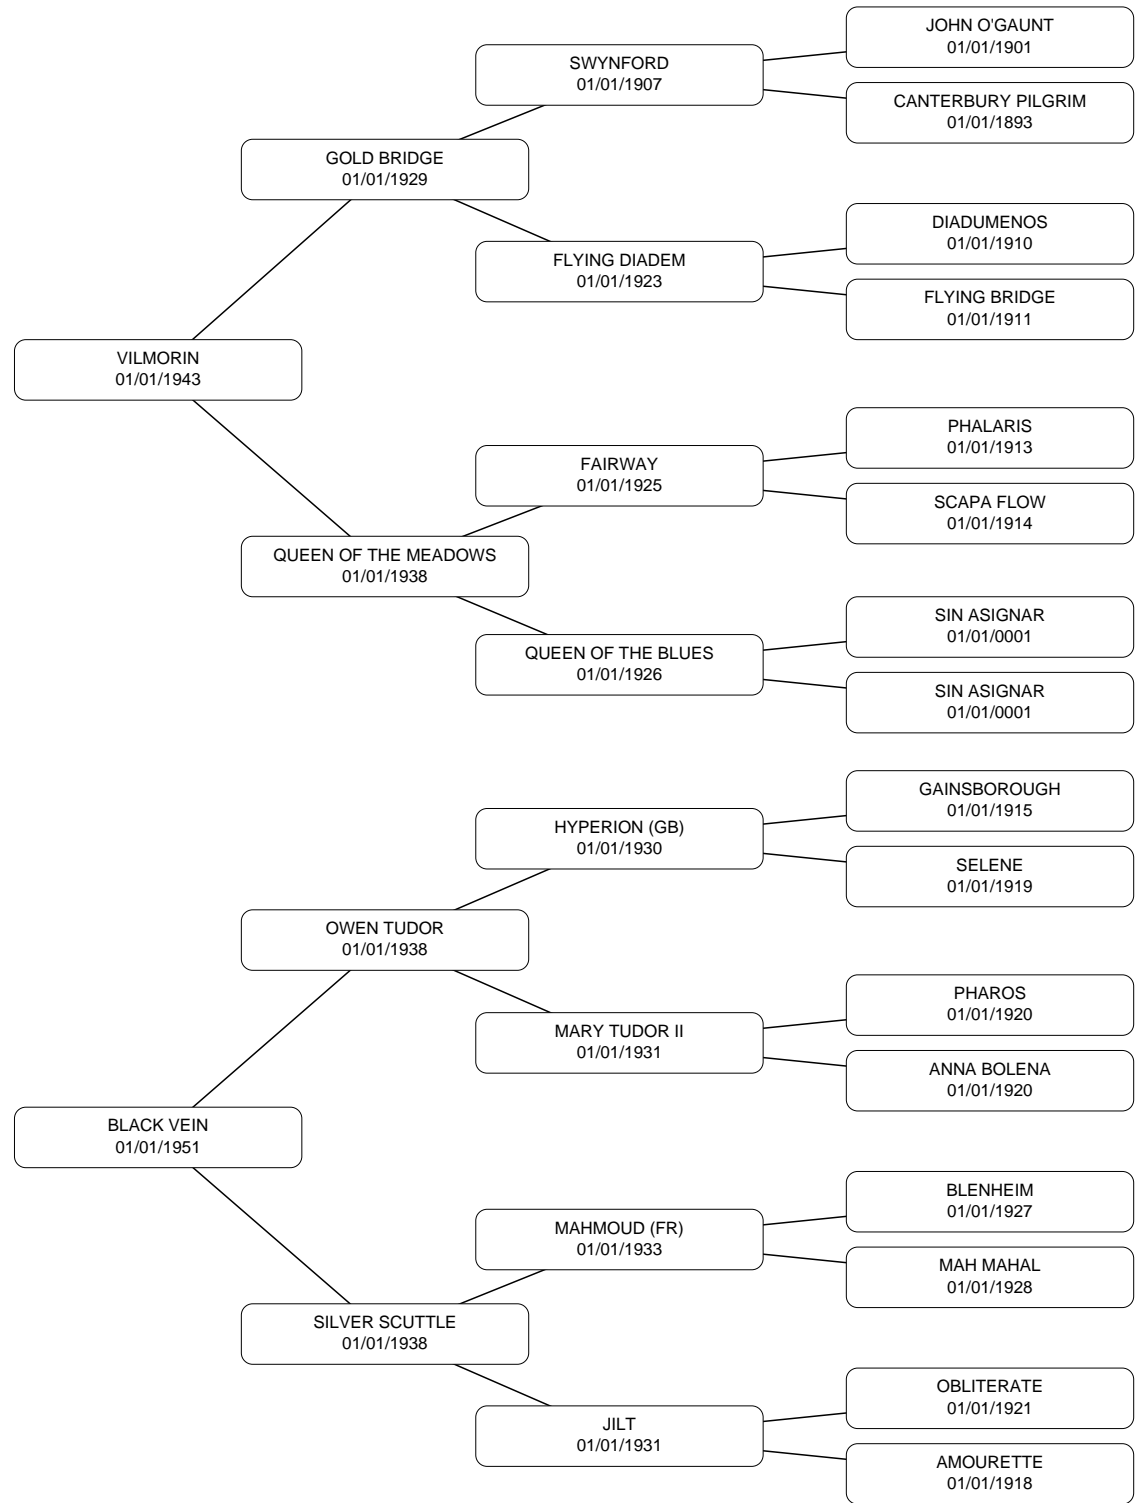 JOHN O'GAUNT
01/01/1901
SWYNFORD
01/01/1907
CANTERBURY PILGRIM
01/01/1893
GOLD BRIDGE
01/01/1929
DIADUMENOS
01/01/1910
FLYING DIADEM
01/01/1923
FLYING BRIDGE
01/01/1911
VILMORIN
01/01/1943
PHALARIS
01/01/1913
FAIRWAY
01/01/1925
SCAPA FLOW
01/01/1914
QUEEN OF THE MEADOWS
01/01/1938
SIN ASIGNAR
01/01/0001
QUEEN OF THE BLUES
01/01/1926
SIN ASIGNAR
01/01/0001
GAINSBOROUGH
01/01/1915
HYPERION (GB)
01/01/1930
SELENE
01/01/1919
OWEN TUDOR
01/01/1938
PHAROS
01/01/1920
MARY TUDOR II
01/01/1931
ANNA BOLENA
01/01/1920
BLACK VEIN
01/01/1951
BLENHEIM
01/01/1927
MAHMOUD (FR)
01/01/1933
MAH MAHAL
01/01/1928
SILVER SCUTTLE
01/01/1938
OBLITERATE
01/01/1921
JILT
01/01/1931
AMOURETTE
01/01/1918